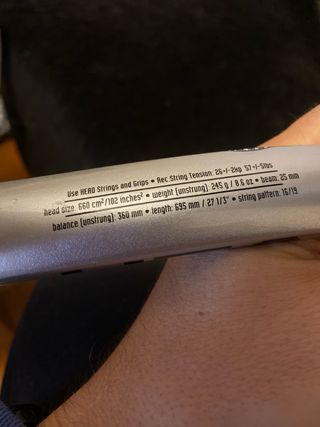 Use HEAD Strings and Grips • Rec.String Tension: 26+/-2kp 57+/-5lbs
head size: 660 cm²/102 inches² • weight (unstrung): 245 g / 8.6 oz • beam: 25 mm
balance (unstrung): 360 mm • length: 695 mm / 27 1/3" • string pattern: 16/19